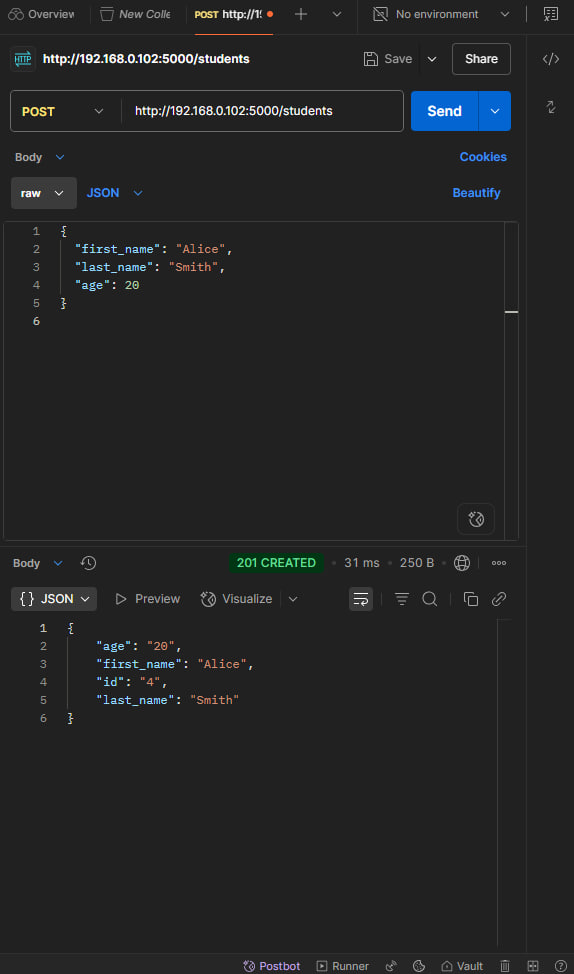 Overview New Colle POST http://1 No environment
HTTP http://192.168.0.102:5000/students Save Share
POST http://192.168.0.102:5000/students Send
Body Cookies
raw JSON Beautify
1 {
2 "first_name": "Alice",
3 "last_name": "Smith",
4 "age": 20
5 }
6
Body 201 CREATED • 31 ms • 250 B •
{} JSON Preview Visualize
1 {
2 "age": "20",
3 "first_name": "Alice",
4 "id": "4",
5 "last_name": "Smith"
6 }
Postbot Runner Vault